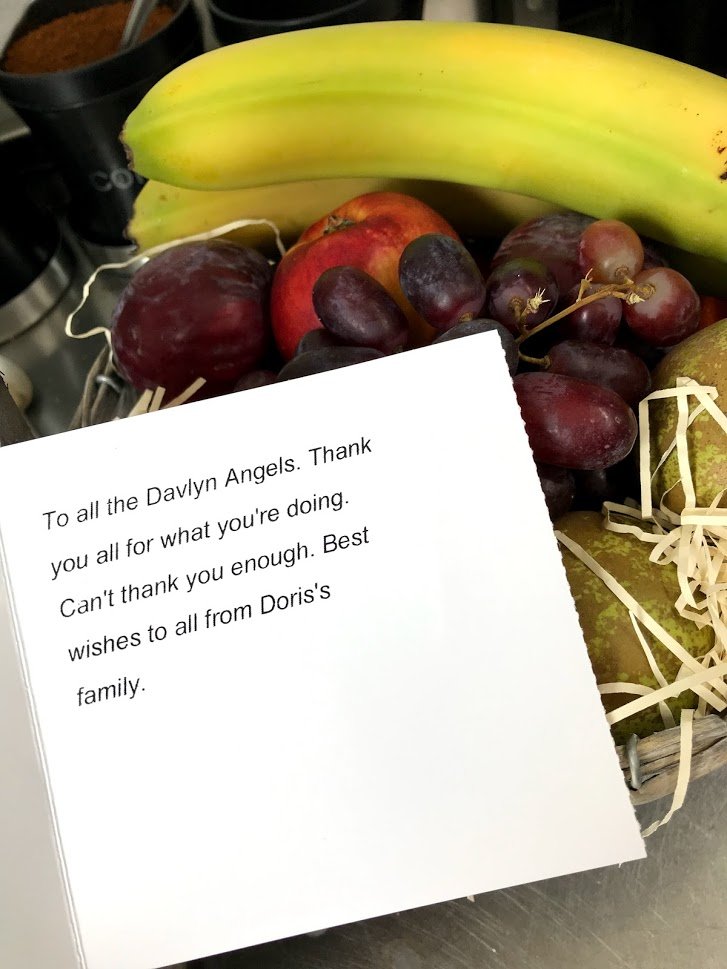 CO
To all the Davlyn Angels. Thank
you all for what you're doing.
Can't thank you enough. Best
wishes to all from Doris's
family.